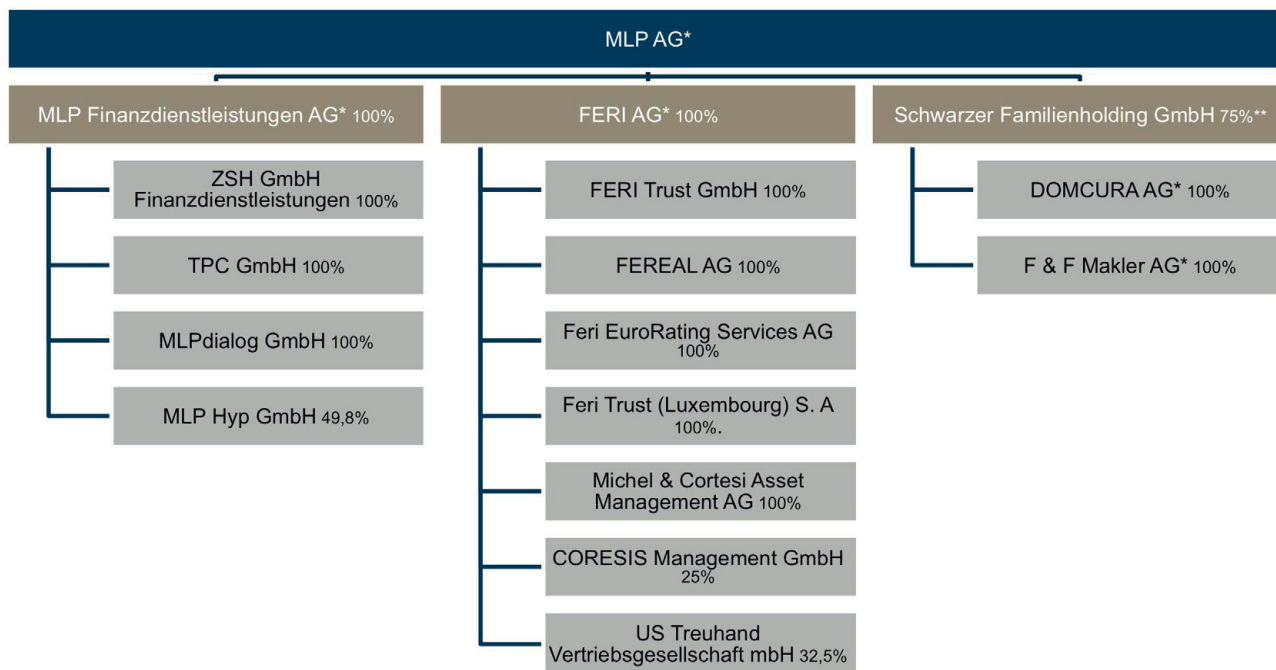 MLP AG*
MLP Finanzdienstleistungen AG* 100%
FERI AG* 100%
Schwarzer Familienholding GmbH 75%**
ZSH GmbH
Finanzdienstleistungen 100%
TPC GmbH 100%
MLPdialog GmbH 100%
MLP Hyp GmbH 49,8%
FERI Trust GmbH 100%
FEREAL AG 100%
Feri EuroRating Services AG
100%
Feri Trust (Luxembourg) S. A
100%.
Michel & Cortesi Asset
Management AG 100%
CORESIS Management GmbH
25%
US Treuhand
Vertriebsgesellschaft mbH 32,5%
DOMCURA AG* 100%
F & F Makler AG* 100%